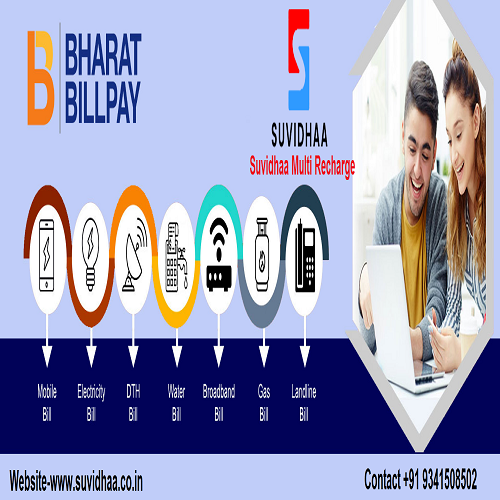 BHARAT
BILLPAY
SUVIDHAA
Suvidhaa Multi Recharge
Mobile Bill
Electricity Bill
DTH Bill
Water Bill
Broadband Bill
Gas Bill
Landline Bill
Website-www.suvidhaa.co.in
Contact +91 9341508502